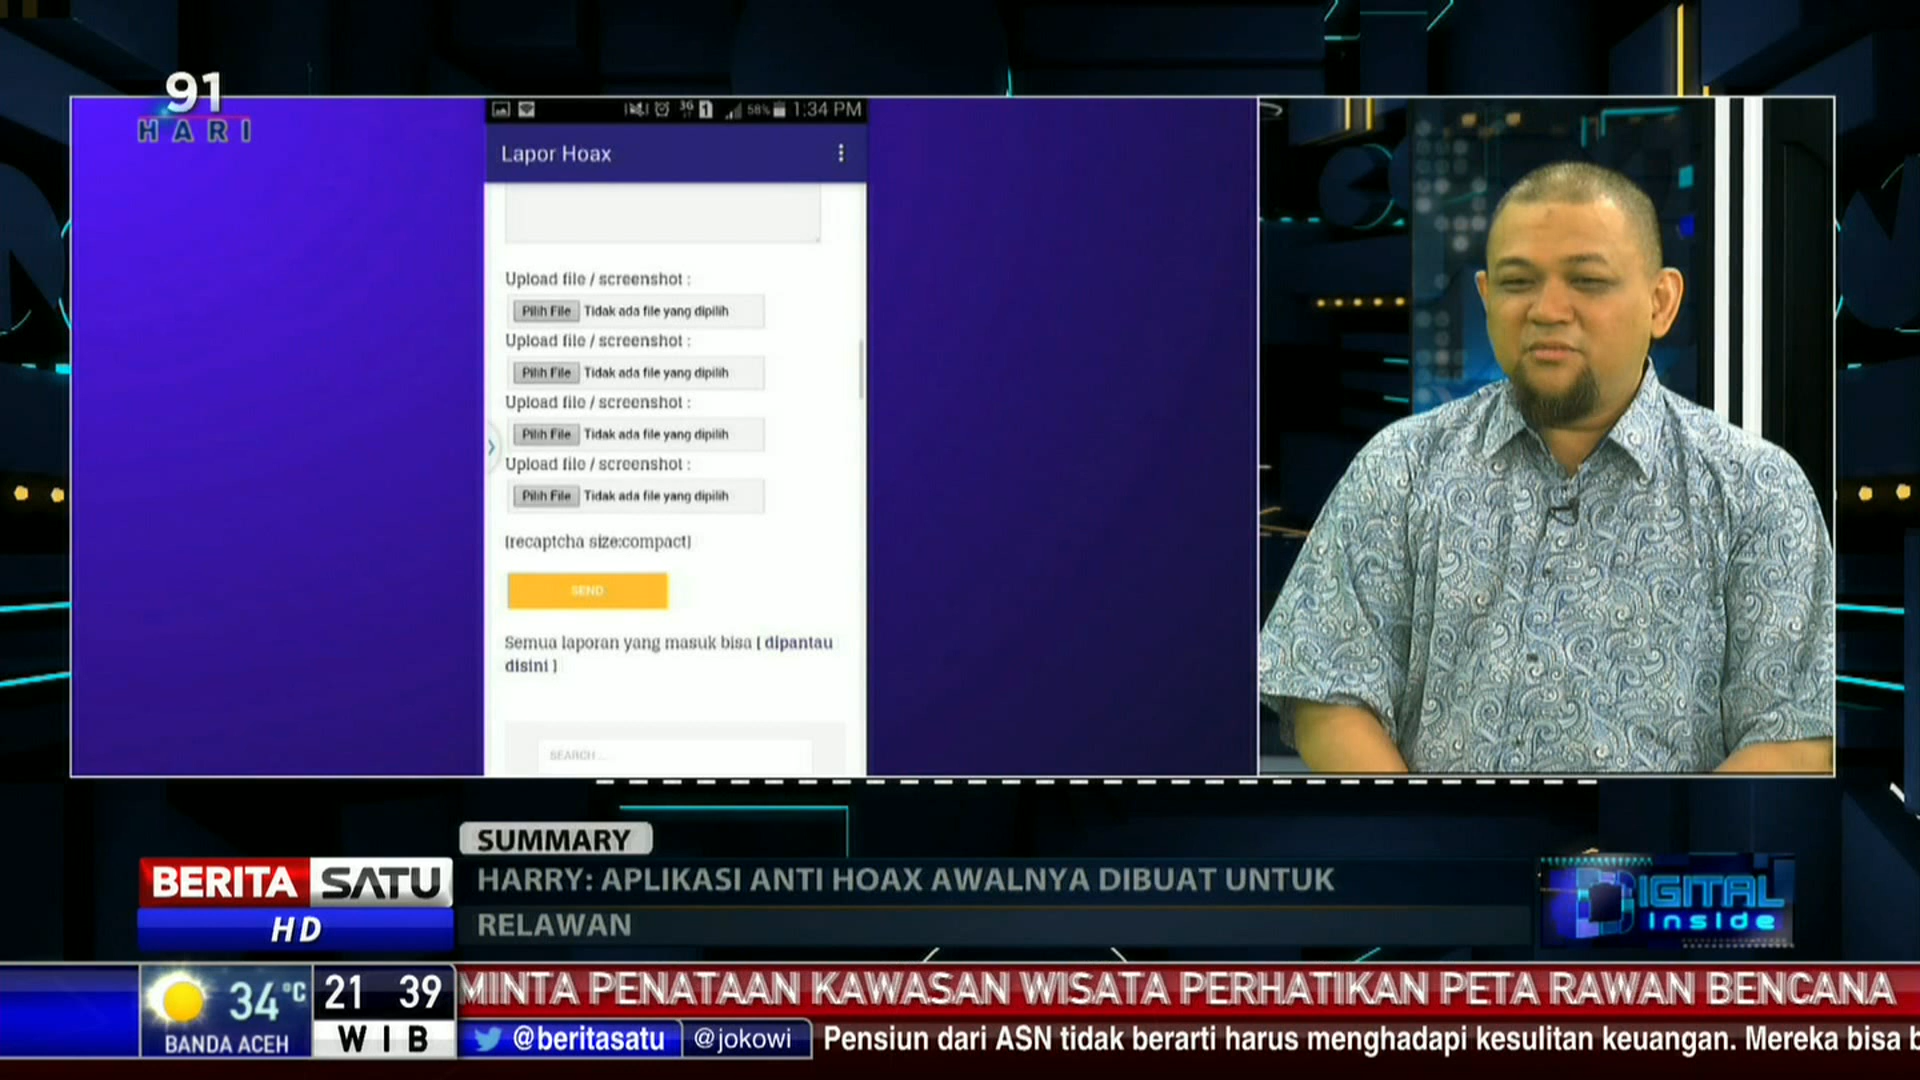 91
HARI
3G 1 58% 1:34 PM
Lapor Hoax
Upload file / screenshot :
Pilih File Tidak ada file yang dipilih
Upload file / screenshot :
Pilih File Tidak ada file yang dipilih
Upload file / screenshot :
Pilih File Tidak ada file yang dipilih
Upload file / screenshot :
Pilih File Tidak ada file yang dipilih
[recaptcha size:compact]
SEND
Semua laporan yang masuk bisa [ dipantau
disini ]
SEARCH ...
SUMMARY
BERITA SATU
HD
HARRY: APLIKASI ANTI HOAX AWALNYA DIBUAT UNTUK
RELAWAN
DIGITAL
inside
34°C
BANDA ACEH
21 39
WIB
MINTA PENATAAN KAWASAN WISATA PERHATIKAN PETA RAWAN BENCANA
@beritasatu @jokowi Pensiun dari ASN tidak berarti harus menghadapi kesulitan keuangan. Mereka bisa b